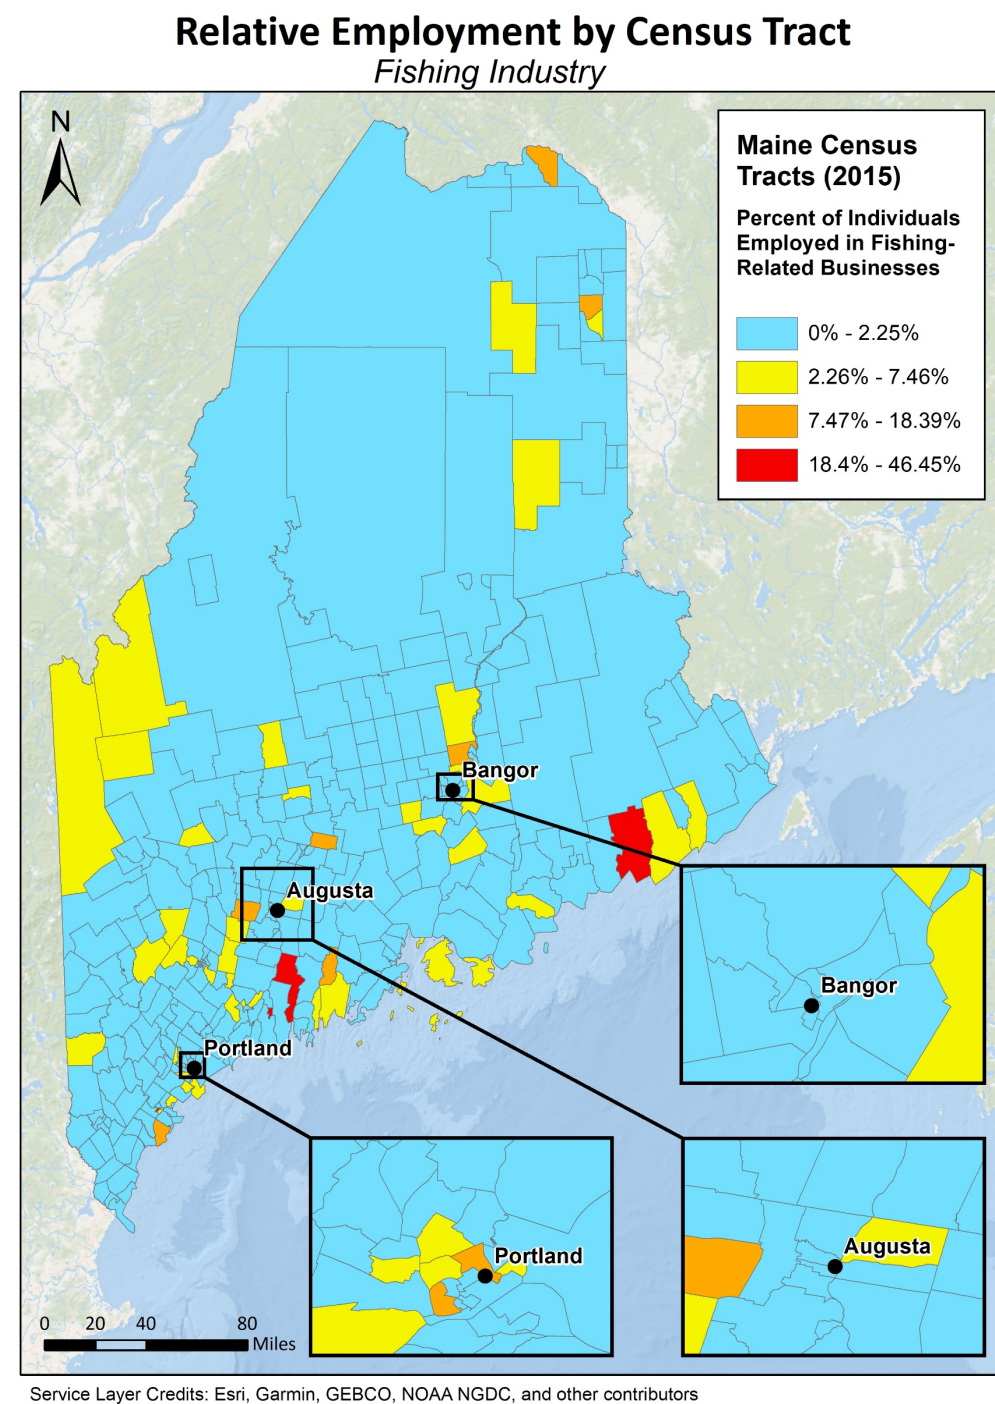 Relative Employment by Census Tract
Fishing Industry
N
Maine Census
Tracts (2015)
Percent of Individuals
Employed in Fishing-
Related Businesses
0% - 2.25%
2.26% - 7.46%
7.47% - 18.39%
18.4% - 46.45%
Bangor
Augusta
Portland
Bangor
Augusta
Portland
0 20 40 80
Miles
Service Layer Credits: Esri, Garmin, GEBCO, NOAA NGDC, and other contributors